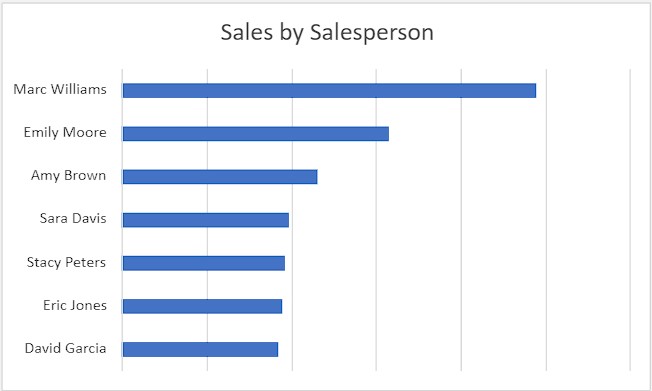 Sales by Salesperson
Marc Williams
Emily Moore
Amy Brown
Sara Davis
Stacy Peters
Eric Jones
David Garcia